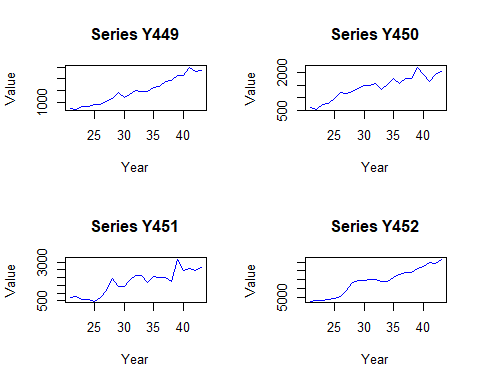 Series Y449
Value
1000
25 30 35 40
Year
Series Y450
Value
500 2000
25 30 35 40
Year
Series Y451
Value
500 3000
25 30 35 40
Year
Series Y452
Value
5000
25 30 35 40
Year